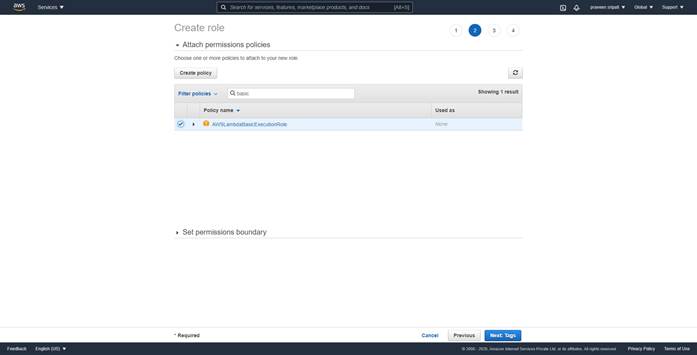 aws Services Search for services, features, marketplace products, and docs [Alt+S] praveen sripati Global Support
Create role 1 2 3 4
Attach permissions policies
Choose one or more policies to attach to your new role.
Create policy
Filter policies basic Showing 1 result
Policy name Used as
AWSLambdaBasicExecutionRole None
Set permissions boundary
* Required Cancel Previous Next: Tags
Feedback English (US) © 2008 - 2020, Amazon Internet Services Private Ltd. or its affiliates. All rights reserved. Privacy Policy Terms of Use